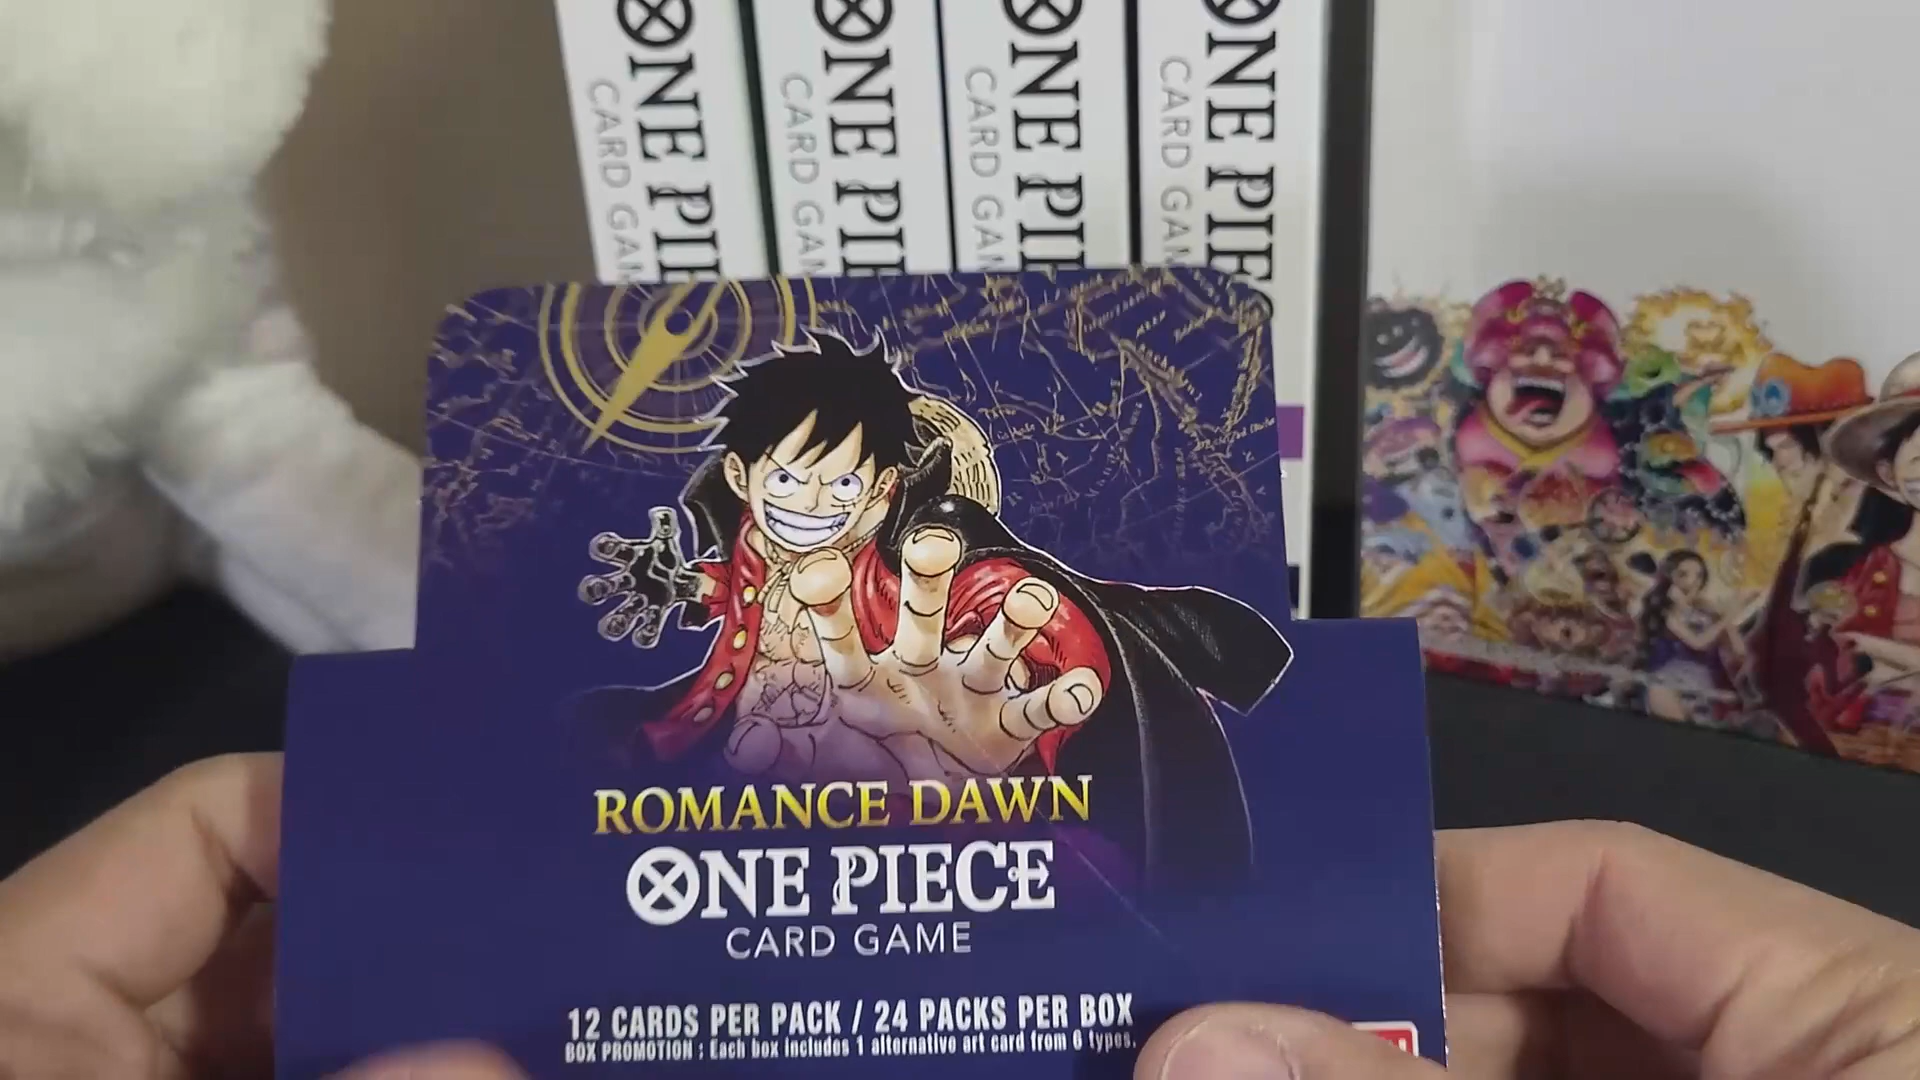 ONE PIE
CARD GAM
ONE PIE
CARD GAM
ONE PIE
CARD GAM
ONE PIEC
CARD GAM
ROMANCE DAWN
ONE PIECE
CARD GAME
12 CARDS PER PACK / 24 PACKS PER BOX
BOX PROMOTION : Each box includes 1 alternative art card from 6 types.